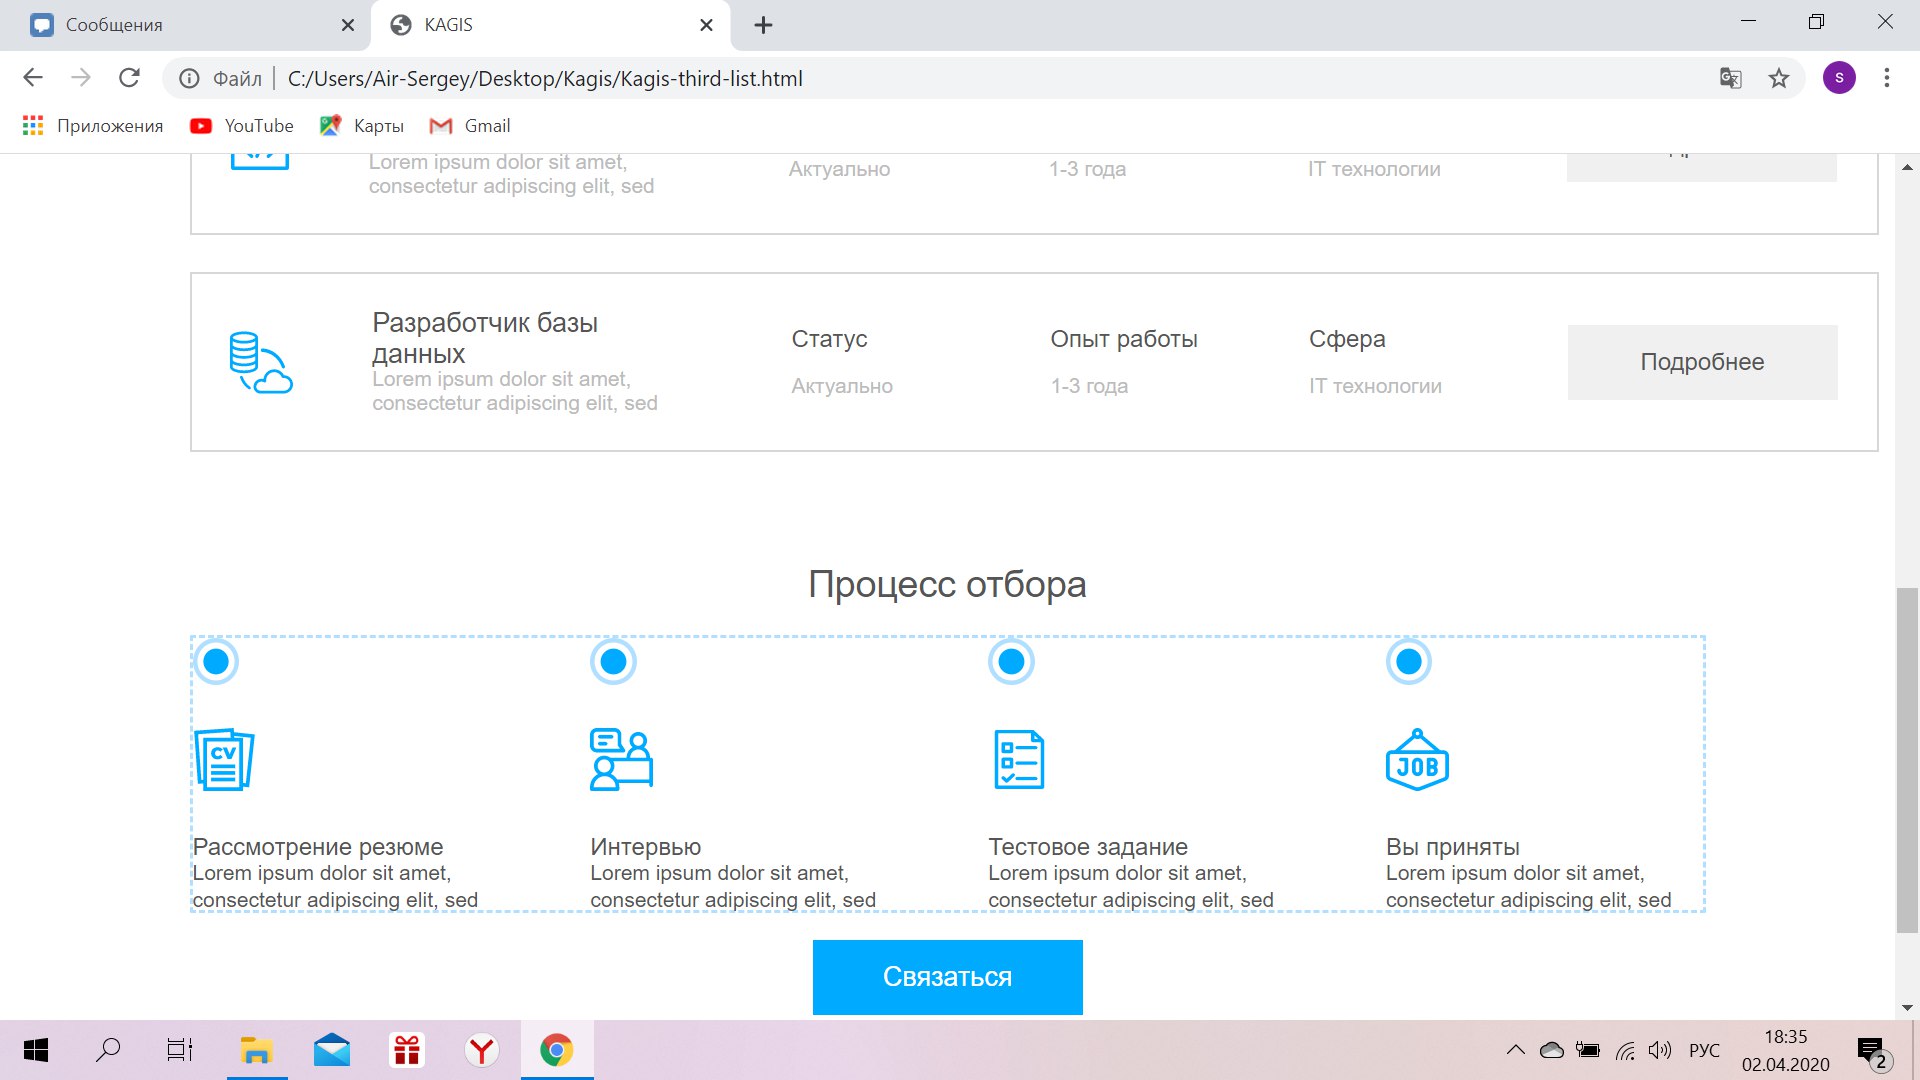 Сообщения
KAGIS
Файл
C:/Users/Air-Sergey/Desktop/Kagis/Kagis-third-list.html
S
Приложения
YouTube
Карты
Gmail
Lorem ipsum dolor sit amet,
consectetur adipiscing elit, sed
Актуально
1-3 года
IT технологии
Разработчик базы
данных
Lorem ipsum dolor sit amet,
consectetur adipiscing elit, sed
Статус
Актуально
Опыт работы
1-3 года
Сфера
IT технологии
Подробнее
Процесс отбора
CV
JOB
Рассмотрение резюме
Lorem ipsum dolor sit amet,
consectetur adipiscing elit, sed
Интервью
Lorem ipsum dolor sit amet,
consectetur adipiscing elit, sed
Тестовое задание
Lorem ipsum dolor sit amet,
consectetur adipiscing elit, sed
Вы приняты
Lorem ipsum dolor sit amet,
consectetur adipiscing elit, sed
Связаться
РУС
18:35
02.04.2020
2